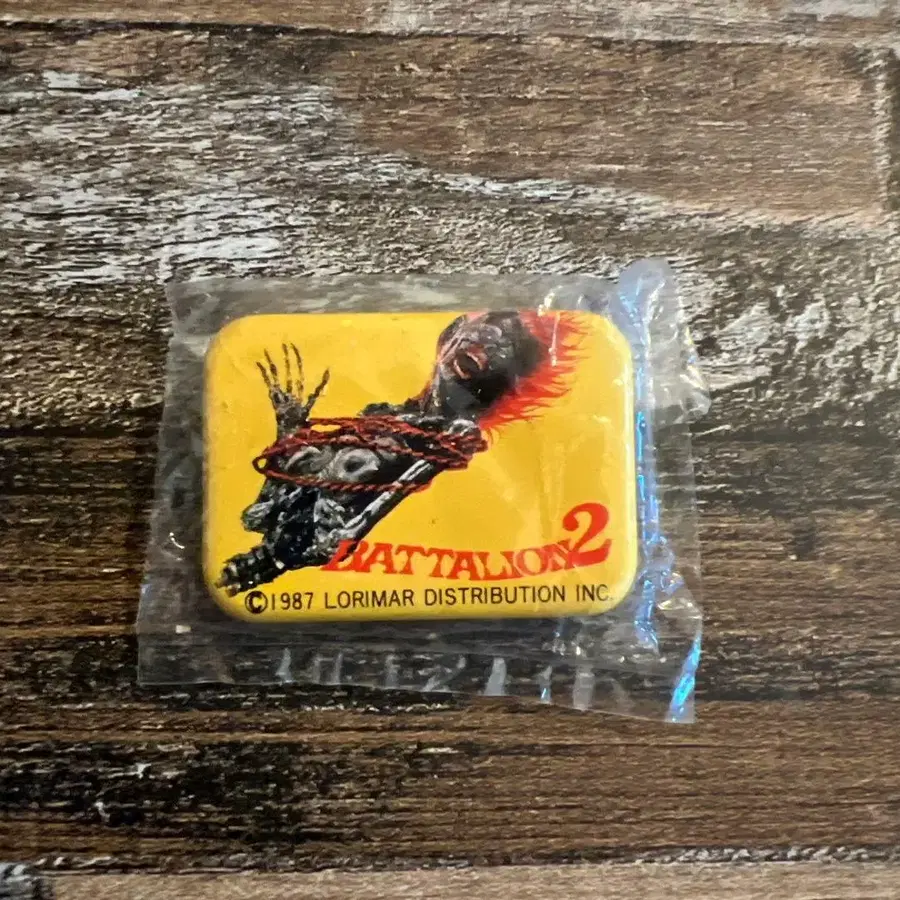 BATTALION 2
©1987 LORIMAR DISTRIBUTION INC.